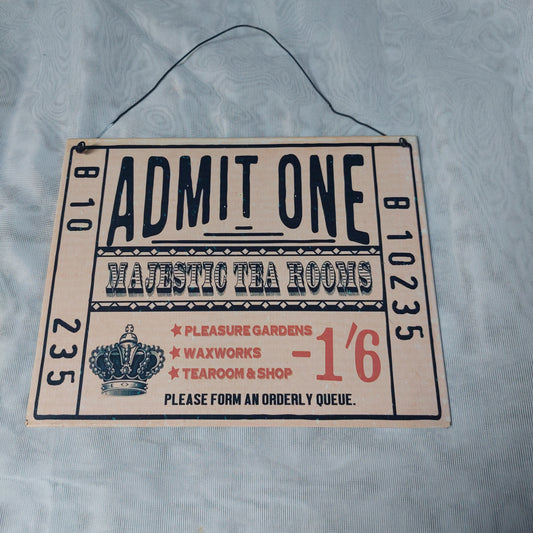 ADMIT ONE
MAJESTIC TEA ROOMS
★ PLEASURE GARDENS
★ WAXWORKS
★ TEAROOM & SHOP
-1'6
PLEASE FORM AN ORDERLY QUEUE.
B 10 235
B 10235